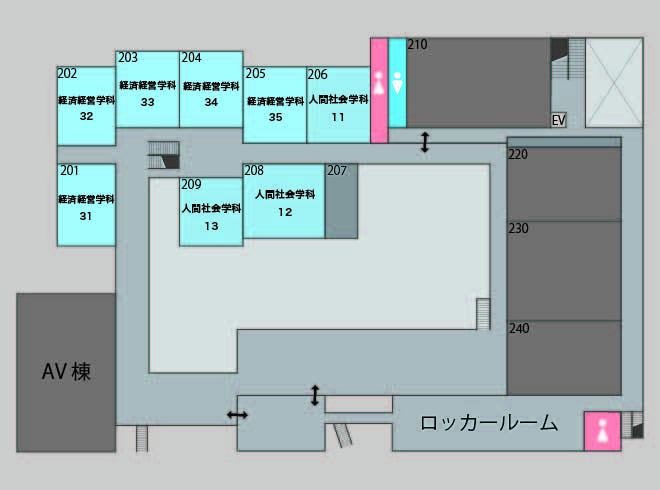 210
203
204
202
205
206
経済経営学科
33
経済経営学科
34
経済経営学科
32
経済経営学科
35
人間社会学科
11
EV
220
201
209
208
207
経済経営学科
31
人間社会学科
13
人間社会学科
12
230
240
AV棟
ロッカールーム